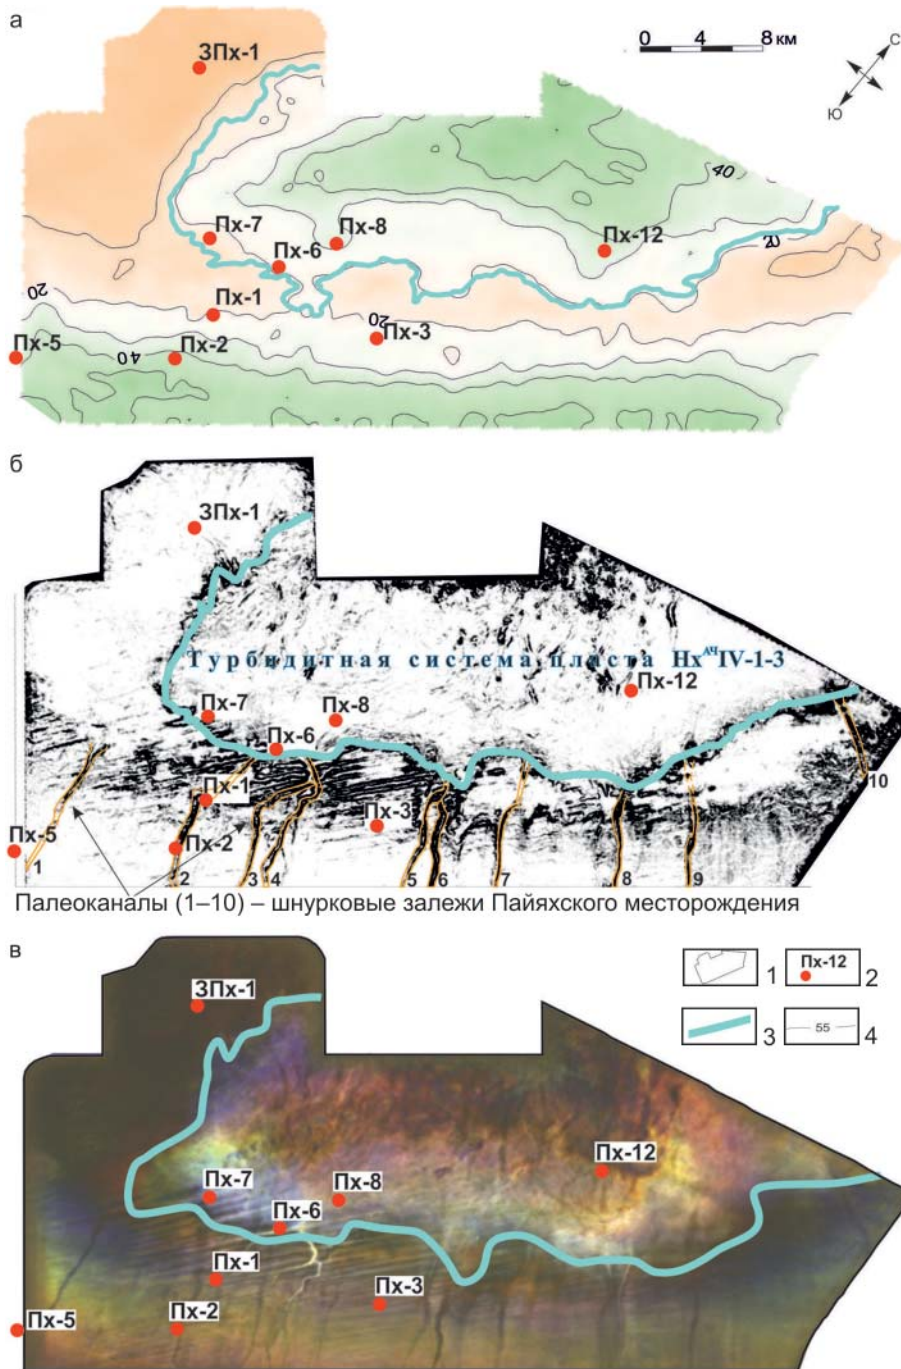 а
0 4 8 км
С
Ю
ЗПх-1
40
Пх-7
Пх-8
Пх-12
Пх-6
20
Пх-1
20
Пх-3
Пх-5
40
Пх-2
б
ЗПх-1
Турбидитная система пласта Нхᴬᶜ̌IV-1-3
Пх-12
Пх-7
Пх-8
Пх-6
Пх-1
10
Пх-3
Пх-5
Пх-2
1 2 3 4 5 6 7 8 9
Палеоканалы (1–10) – шнурковые залежи Пайяхского месторождения
в
Пх-12
1 2
ЗПх-1
55
3 4
Пх-12
Пх-7
Пх-8
Пх-6
Пх-1
Пх-3
Пх-5
Пх-2